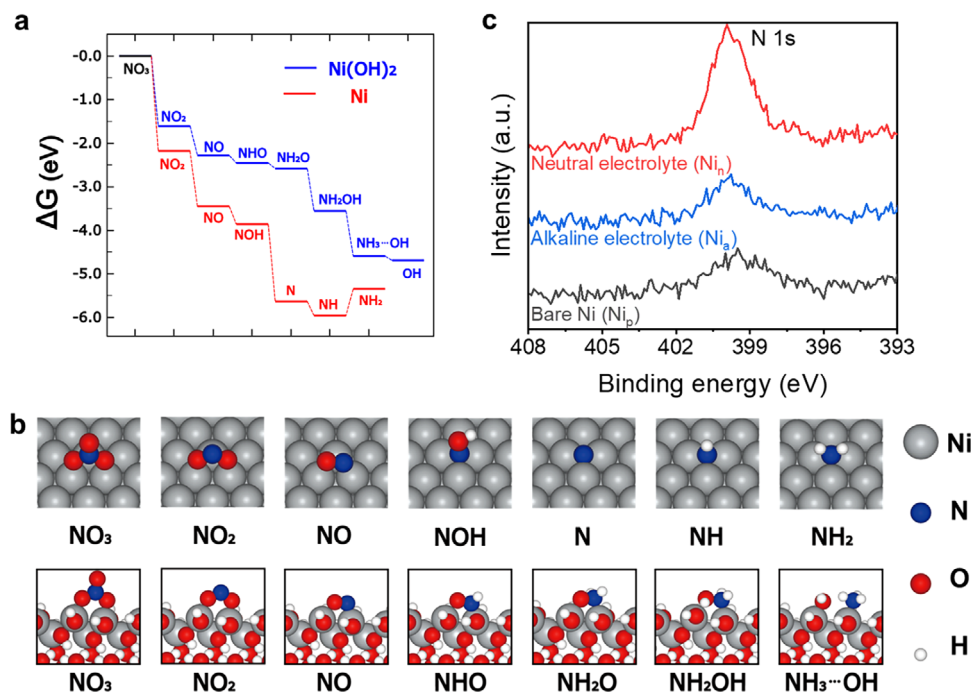 a
-0.0
-1.0
-2.0
-3.0
-4.0
-5.0
-6.0
ΔG (eV)
Ni(OH)2
Ni
NO₃
NO₂
NO
NHO
NH₂O
NH₂OH
NH₃···OH
OH
NO₂
NO
NOH
N
NH
NH₂
c
N 1s
Neutral electrolyte (Niₙ)
Alkaline electrolyte (Niₐ)
Bare Ni (Niₚ)
Intensity (a.u.)
408 405 402 399 396 393
Binding energy (eV)
b
NO₃ NO₂ NO NOH N NH NH₂
NO₃ NO₂ NO NHO NH₂O NH₂OH NH₃···OH
Ni
N
O
H